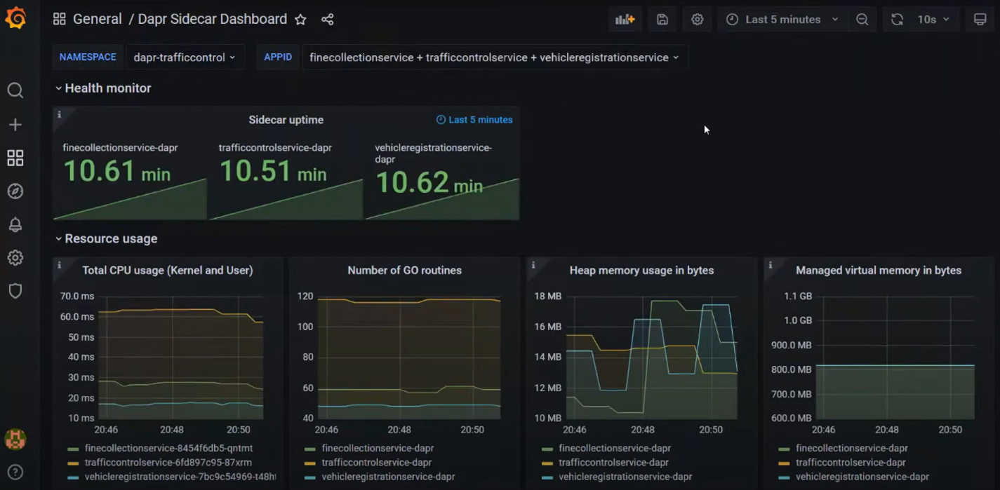 General / Dapr Sidecar Dashboard
Last 5 minutes
10s
NAMESPACE
dapr-trafficcontrol
APPID
finecollectionservice + trafficcontrolservice + vehicleregistrationservice
Health monitor
Sidecar uptime
Last 5 minutes
finecollectionservice-dapr
10.61 min
trafficcontrolservice-dapr
10.51 min
vehicleregistrationservice-
dapr
10.62 min
Resource usage
Total CPU usage (Kernel and User)
70.0 ms
60.0 ms
50 ms
40 ms
30 ms
20 ms
10 ms
20:46 20:48 20:50
finecollectionservice-8454f6db5-qntmt
trafficcontrolservice-6fd897c95-87xrm
vehicleregistrationservice-7bc9c54969-t48h
Number of GO routines
120
100
80
60
40
20:46 20:48 20:50
finecollectionservice-dapr
trafficcontrolservice-dapr
vehicleregistrationservice-dapr
Heap memory usage in bytes
18 MB
16 MB
14 MB
12 MB
10 MB
20:46 20:48 20:50
finecollectionservice-dapr
trafficcontrolservice-dapr
vehicleregistrationservice-dapr
Managed virtual memory in bytes
1.1 GB
1.0 GB
900.0 MB
800.0 MB
700.0 MB
600.0 MB
20:46 20:48 20:50
finecollectionservice-dapr
trafficcontrolservice-dapr
vehicleregistrationservice-dapr